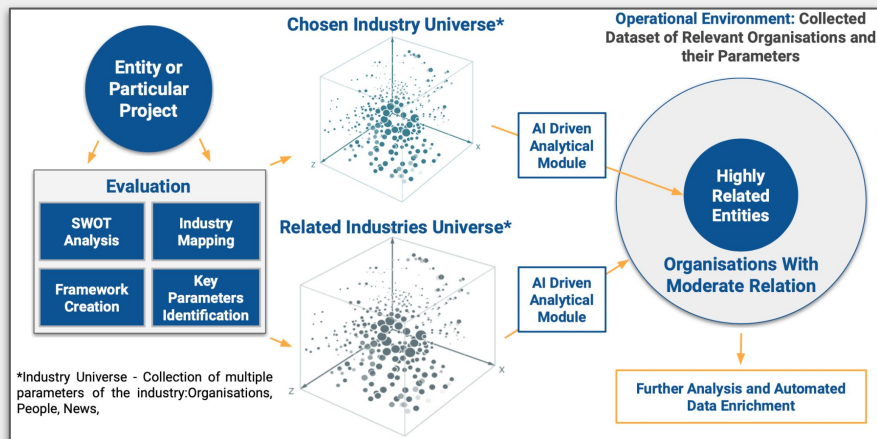 Entity or
Particular
Project
Evaluation
SWOT
Analysis
Industry
Mapping
Framework
Creation
Key
Parameters
Identification
*Industry Universe - Collection of multiple
parameters of the industry:Organisations,
People, News,
Chosen Industry Universe*
z
x
Related Industries Universe*
z
x
AI Driven
Analytical
Module
AI Driven
Analytical
Module
Operational Environment: Collected
Dataset of Relevant Organisations and
their Parameters
Highly
Related
Entities
Organisations With
Moderate Relation
Further Analysis and Automated
Data Enrichment